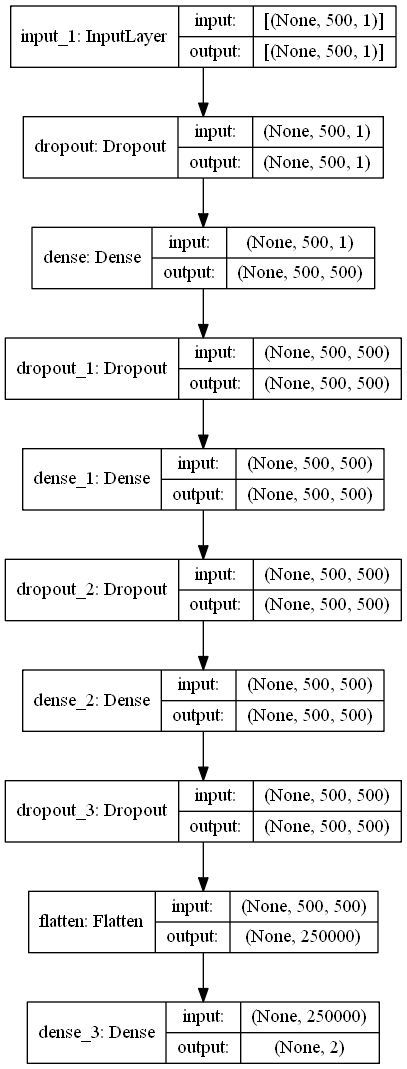 input_1: InputLayer
input: [(None, 500, 1)]
output: [(None, 500, 1)]
dropout: Dropout
input: (None, 500, 1)
output: (None, 500, 1)
dense: Dense
input: (None, 500, 1)
output: (None, 500, 500)
dropout_1: Dropout
input: (None, 500, 500)
output: (None, 500, 500)
dense_1: Dense
input: (None, 500, 500)
output: (None, 500, 500)
dropout_2: Dropout
input: (None, 500, 500)
output: (None, 500, 500)
dense_2: Dense
input: (None, 500, 500)
output: (None, 500, 500)
dropout_3: Dropout
input: (None, 500, 500)
output: (None, 500, 500)
flatten: Flatten
input: (None, 500, 500)
output: (None, 250000)
dense_3: Dense
input: (None, 250000)
output: (None, 2)